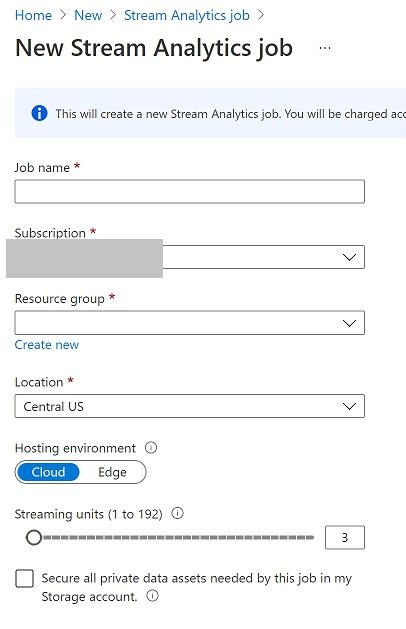 Home > New > Stream Analytics job >
New Stream Analytics job ...
This will create a new Stream Analytics job. You will be charged acc
Job name *
Subscription *
Resource group *
Create new
Location *
Central US
Hosting environment
Cloud Edge
Streaming units (1 to 192)
3
Secure all private data assets needed by this job in my
Storage account.